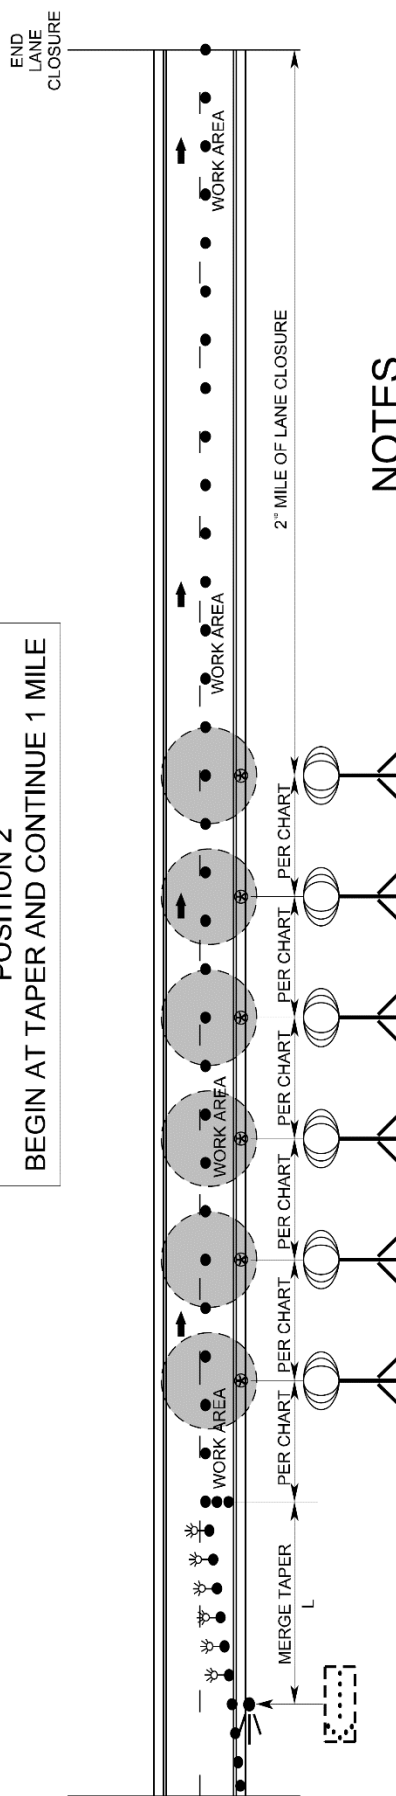 POSITION 2
BEGIN AT TAPER AND CONTINUE 1 MILE
END
LANE
CLOSURE
WORK AREA
WORK AREA
WORK AREA
WORK AREA
MERGE TAPER
L
PER CHART
PER CHART
PER CHART
PER CHART
PER CHART
PER CHART
2ᴺᴰ MILE OF LANE CLOSURE
NOTES